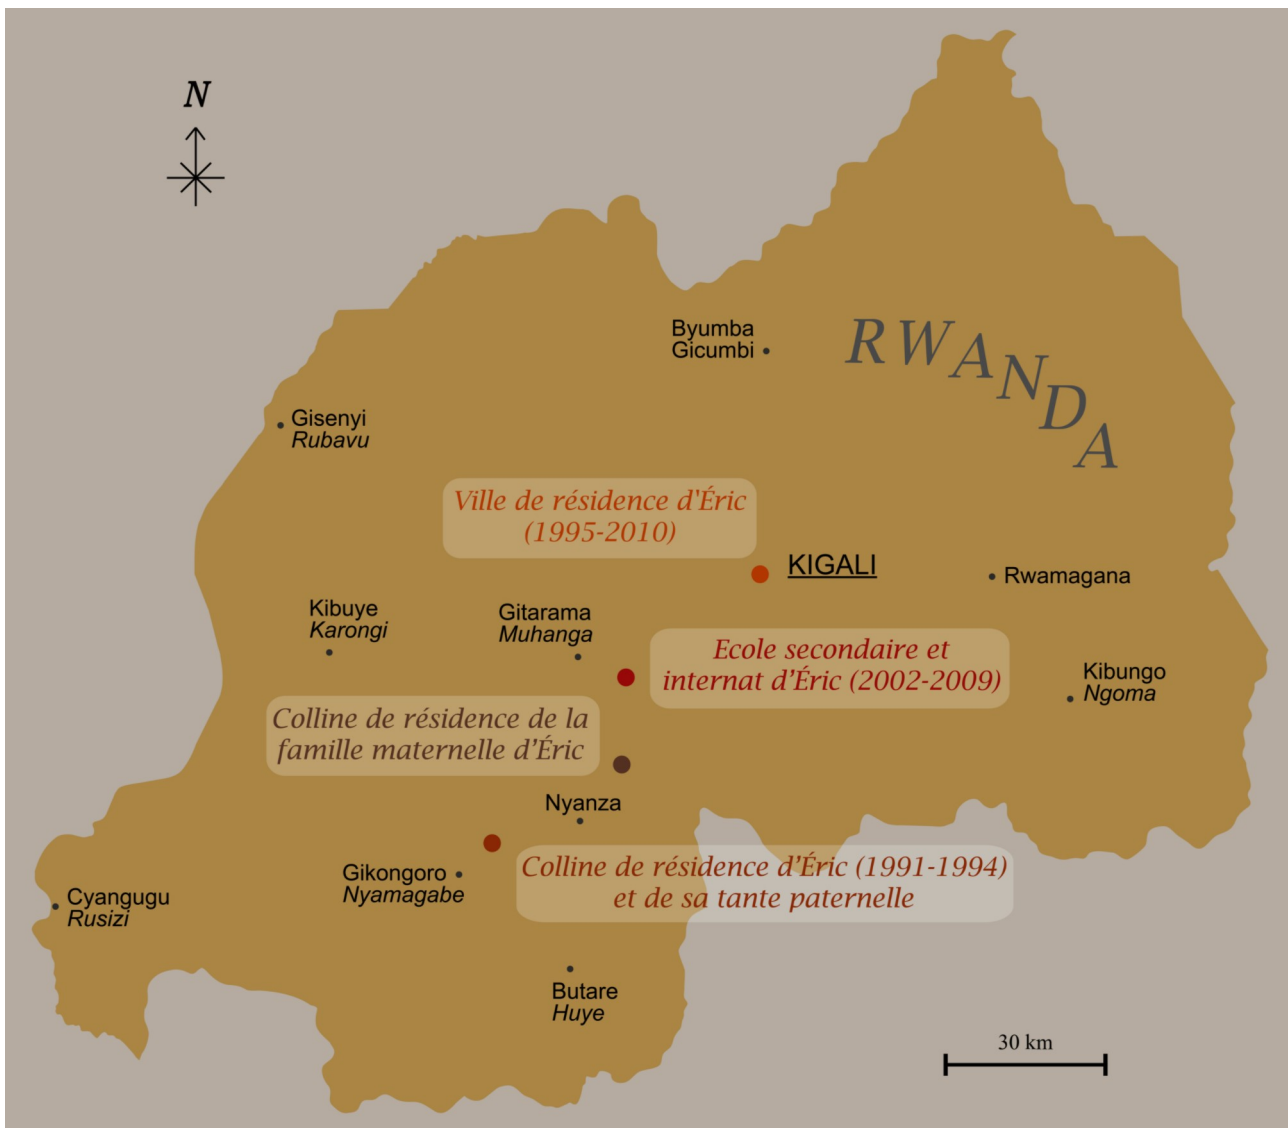 N
Byumba
Gicumbi
RWANDA
Gisenyi
Rubavu
Ville de résidence d'Éric
(1995-2010)
KIGALI
Rwamagana
Kibuye
Karongi
Gitarama
Muhanga
Ecole secondaire et
internat d'Éric (2002-2009)
Kibungo
Ngoma
Colline de résidence de la
famille maternelle d'Éric
Nyanza
Colline de résidence d'Éric (1991-1994)
et de sa tante paternelle
Gikongoro
Nyamagabe
Cyangugu
Rusizi
Butare
Huye
30 km